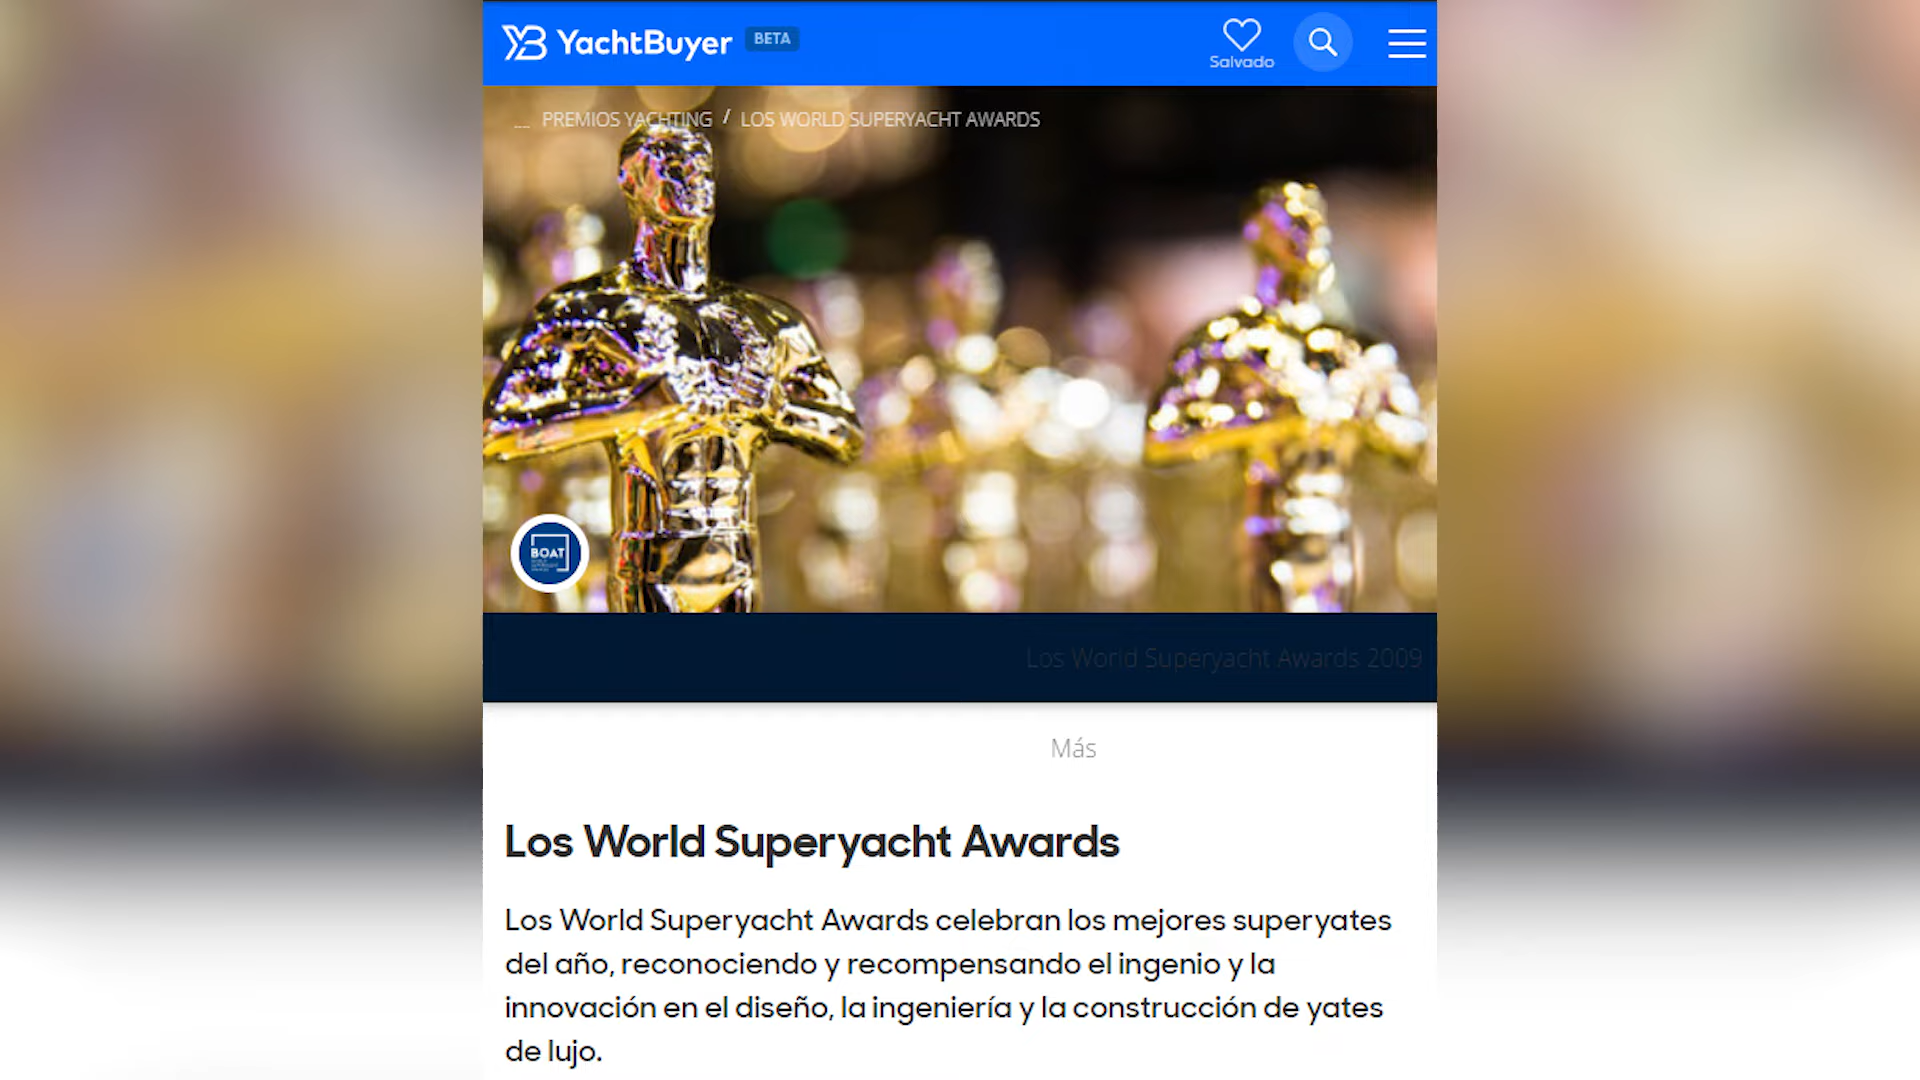 YachtBuyer BETA
Salvado
PREMIOS YACHTING / LOS WORLD SUPERYACHT AWARDS
BOAT
Los World Superyacht Awards 2009
Más
Los World Superyacht Awards
Los World Superyacht Awards celebran los mejores superyates
del año, reconociendo y recompensando el ingenio y la
innovación en el diseño, la ingeniería y la construcción de yates
de lujo.